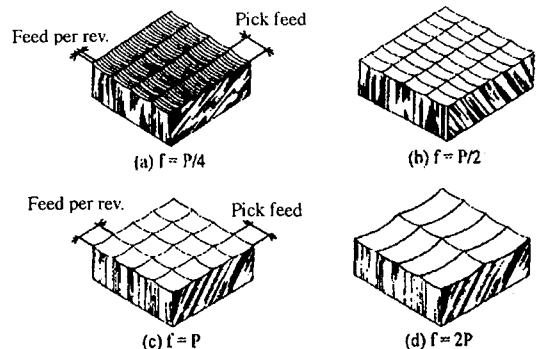 Feed per rev.
Pick feed
(a) f = P/4
(b) f = P/2
Feed per rev.
Pick feed
(c) f = P
(d) f = 2P